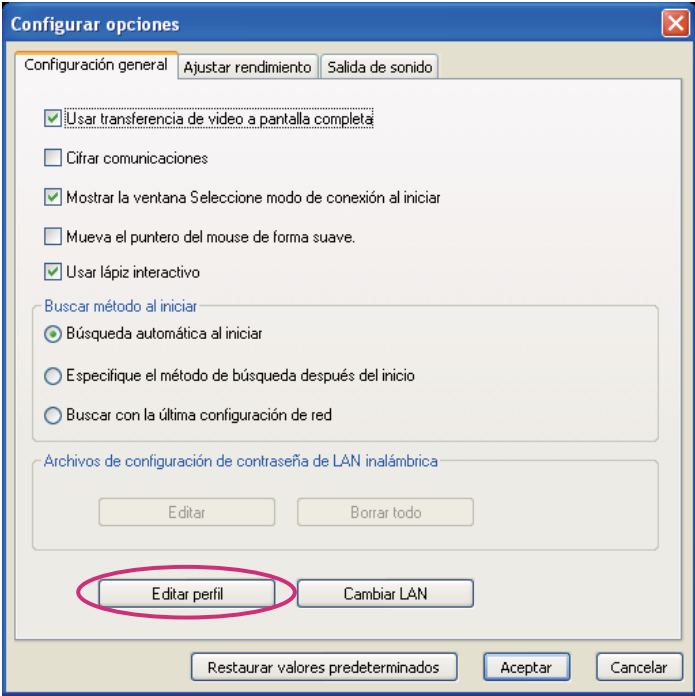 Configurar opciones
Configuración general
Ajustar rendimiento
Salida de sonido
Usar transferencia de video a pantalla completa
Cifrar comunicaciones
Mostrar la ventana Seleccione modo de conexión al iniciar
Mueva el puntero del mouse de forma suave.
Usar lápiz interactivo
Buscar método al iniciar
Búsqueda automática al iniciar
Especifique el método de búsqueda después del inicio
Buscar con la última configuración de red
Archivos de configuración de contraseña de LAN inalámbrica
Editar
Borrar todo
Editar perfil
Cambiar LAN
Restaurar valores predeterminados
Aceptar
Cancelar